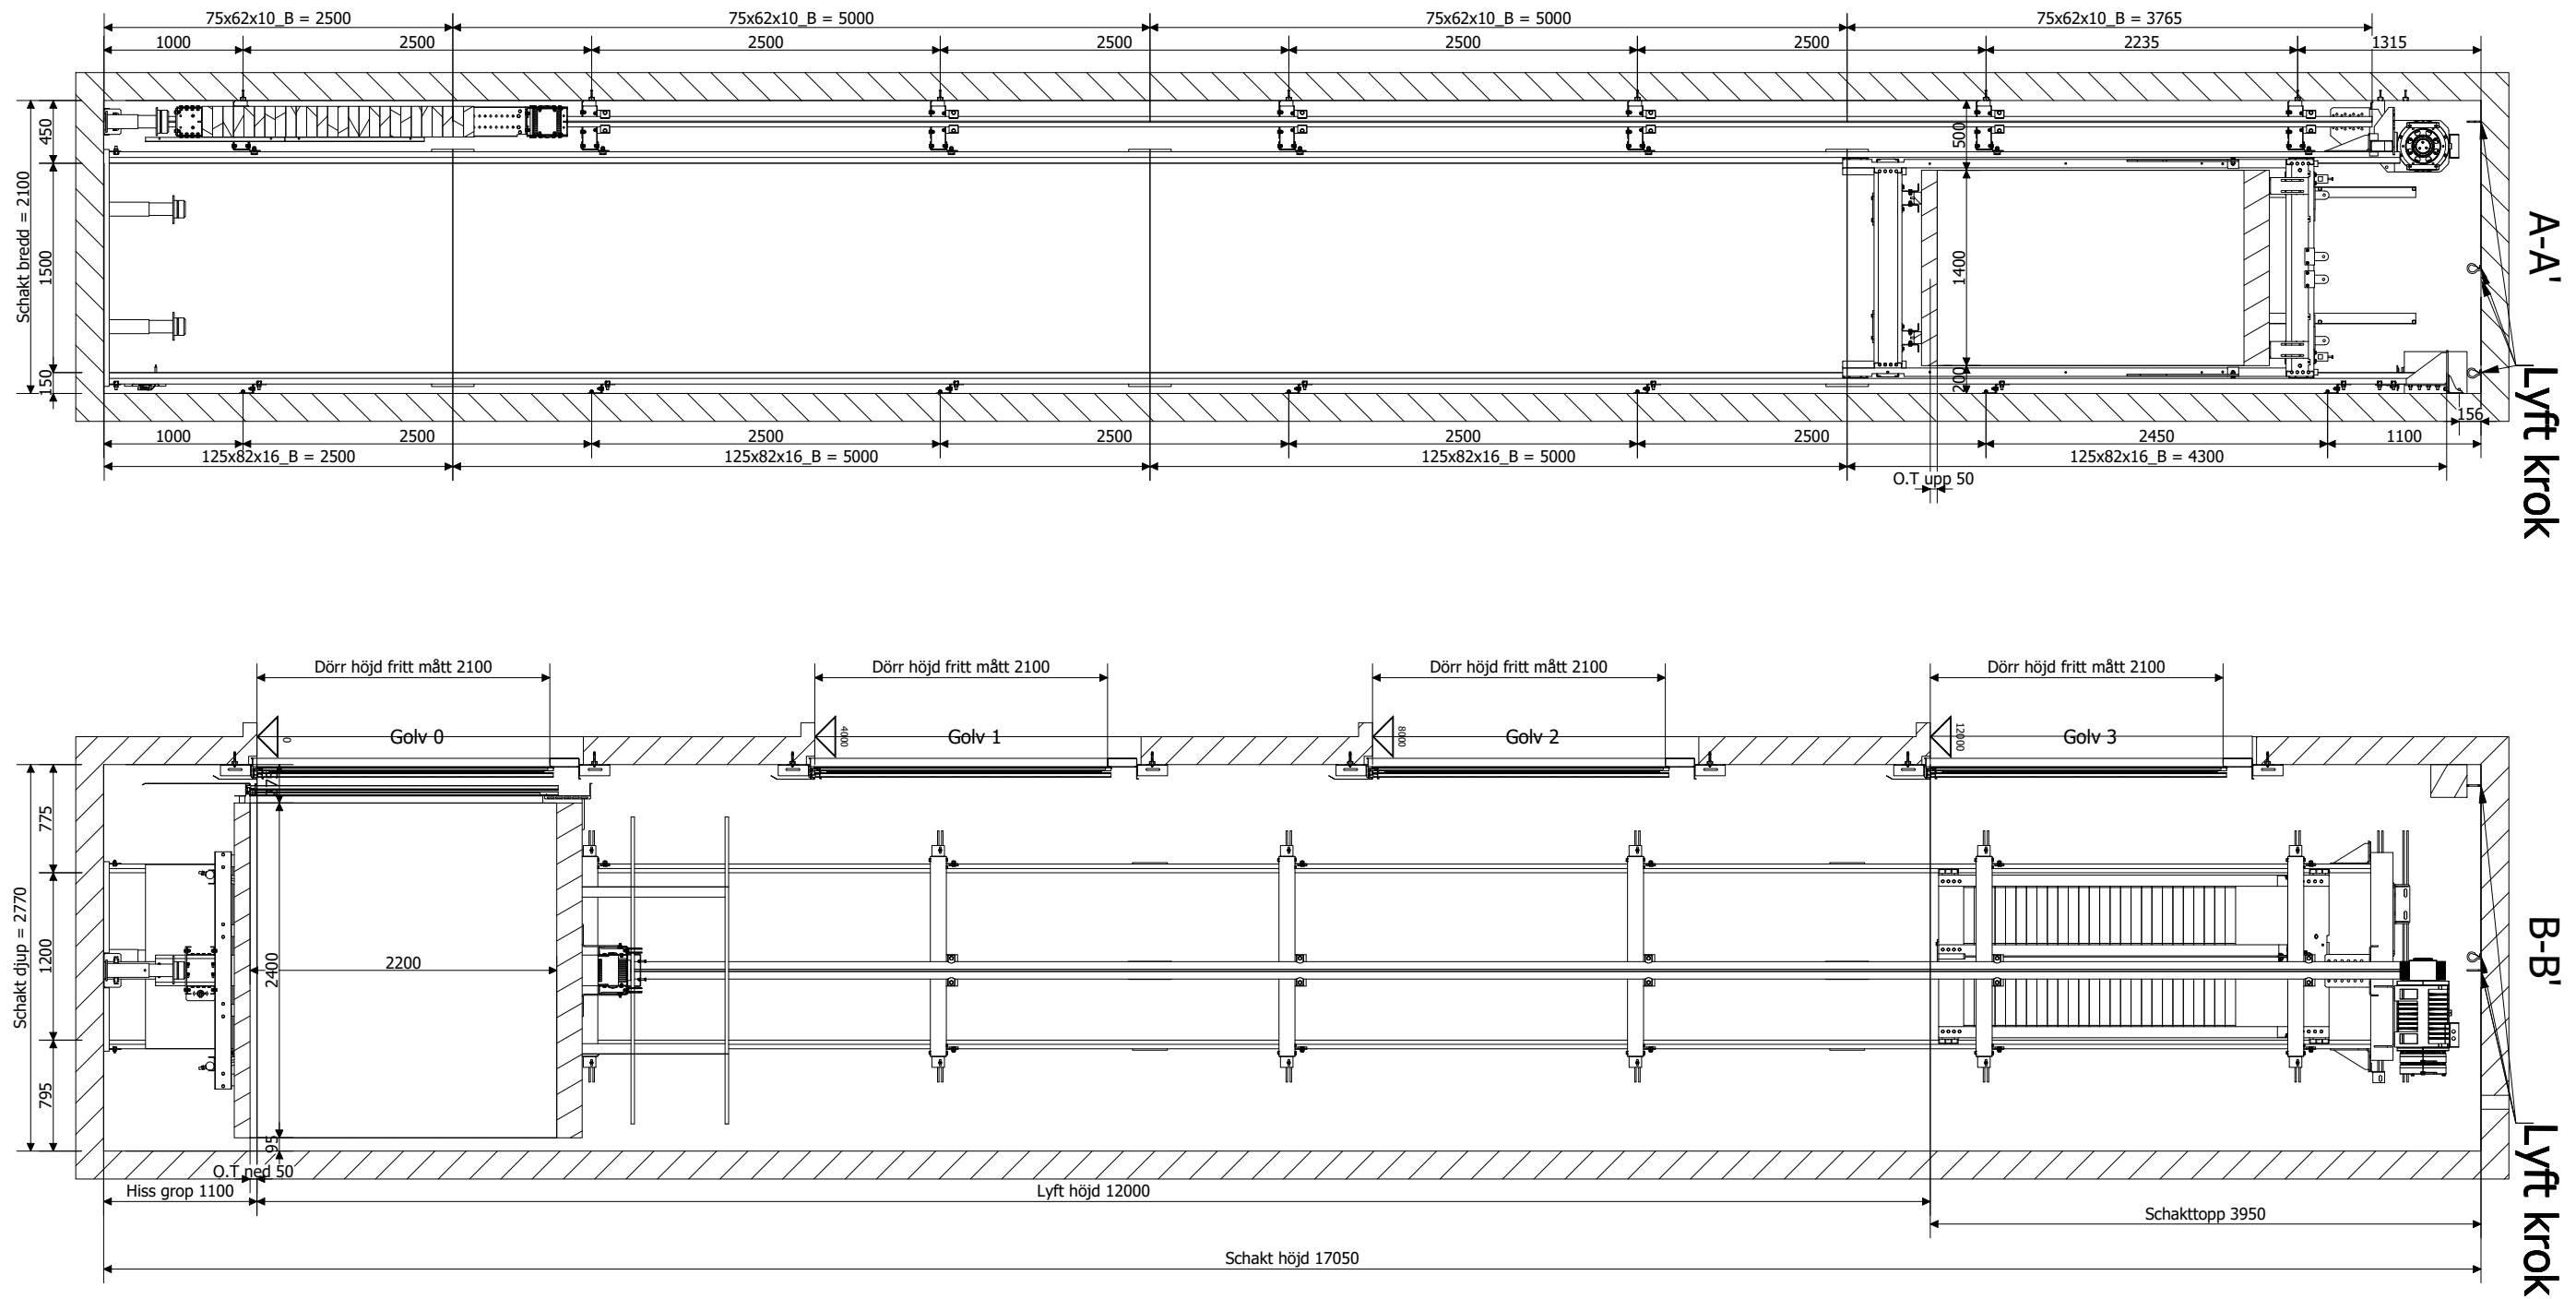 75x62x10_B = 2500
75x62x10_B = 5000
75x62x10_B = 5000
75x62x10_B = 3765
1000
2500
2500
2500
2500
2500
2235
1315
Schakt bredd = 2100
450
1500
150
500
1400
200
156
A-A'
Lyft krok
1000
2500
2500
2500
2500
2500
2450
1100
125x82x16_B = 2500
125x82x16_B = 5000
125x82x16_B = 5000
125x82x16_B = 4300
O.T upp 50
Dörr höjd fritt mått 2100
Dörr höjd fritt mått 2100
Dörr höjd fritt mått 2100
Dörr höjd fritt mått 2100
0
Golv 0
4000
Golv 1
8000
Golv 2
12000
Golv 3
Schakt djup = 2770
775
1200
795
2400
2200
95
B-B'
Lyft krok
O.T ned 50
Hiss grop 1100
Lyft höjd 12000
Schakttopp 3950
Schakt höjd 17050